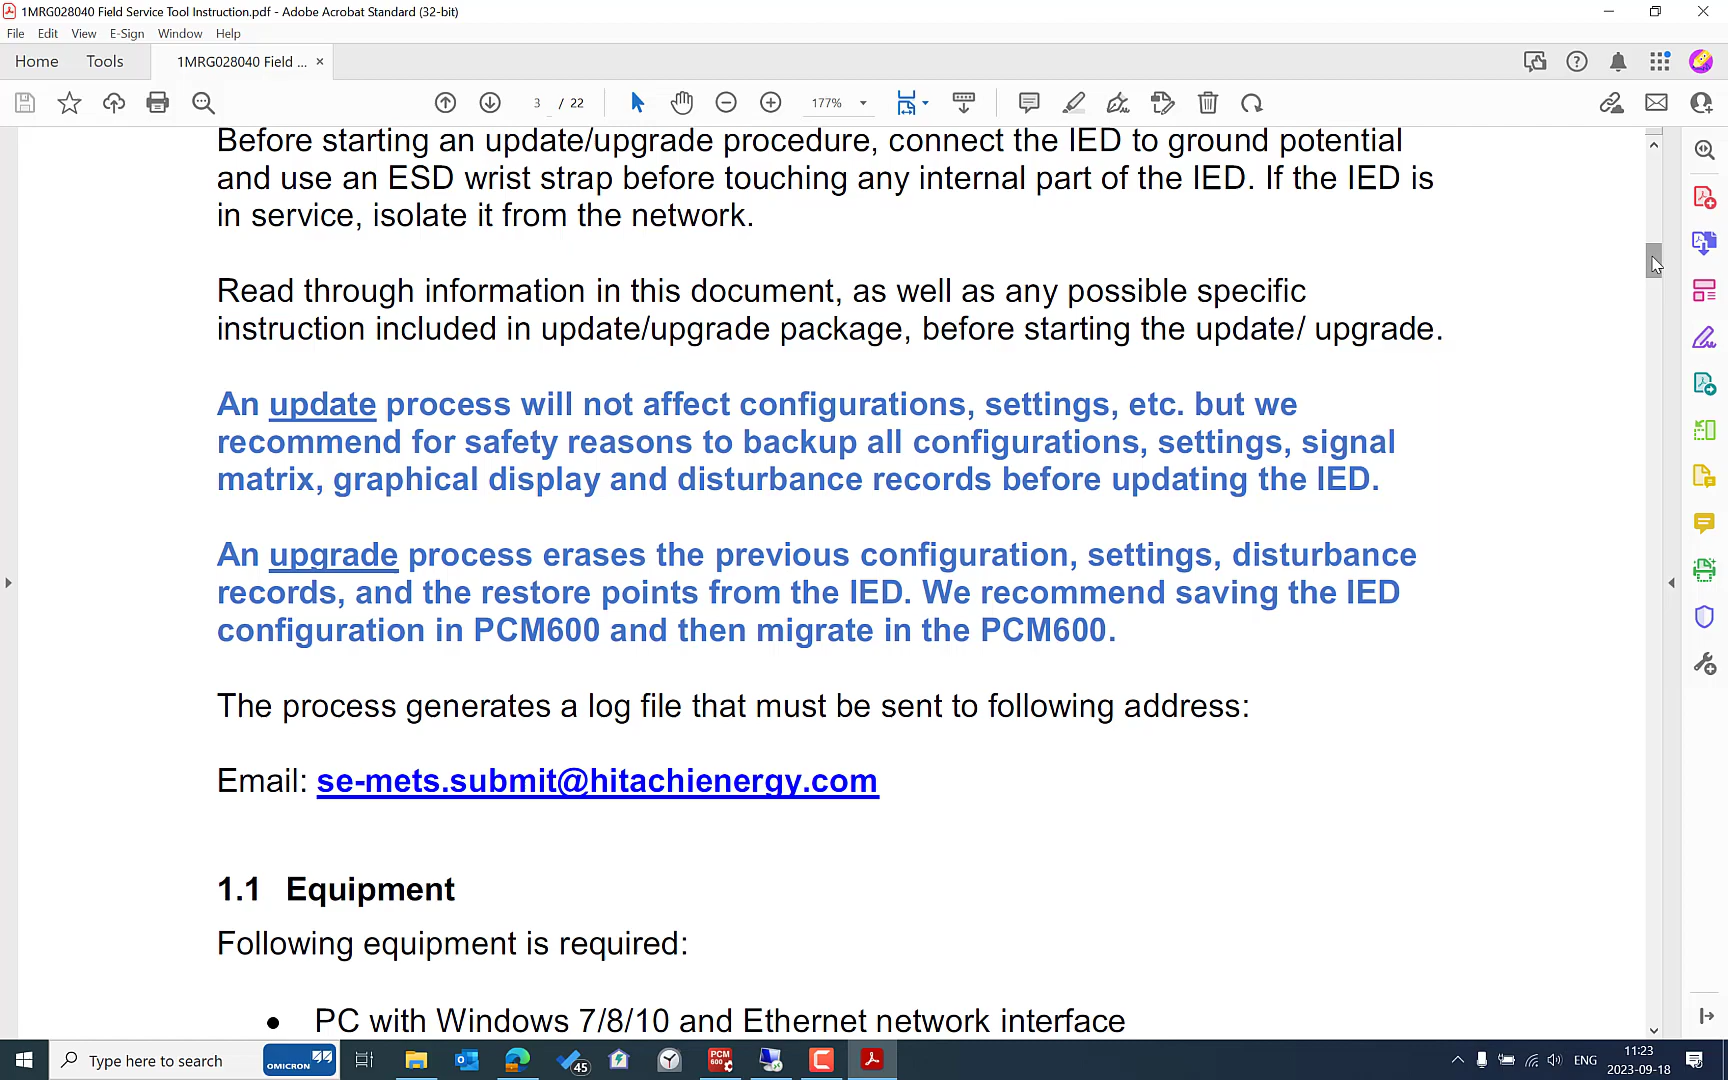 1MRG028040 Field Service Tool Instruction.pdf - Adobe Acrobat Standard (32-bit)
File Edit View E-Sign Window Help
Home Tools 1MRG028040 Field ... ×
3 / 22 177%
Before starting an update/upgrade procedure, connect the IED to ground potential
and use an ESD wrist strap before touching any internal part of the IED. If the IED is
in service, isolate it from the network.
Read through information in this document, as well as any possible specific
instruction included in update/upgrade package, before starting the update/ upgrade.
An update process will not affect configurations, settings, etc. but we
recommend for safety reasons to backup all configurations, settings, signal
matrix, graphical display and disturbance records before updating the IED.
An upgrade process erases the previous configuration, settings, disturbance
records, and the restore points from the IED. We recommend saving the IED
configuration in PCM600 and then migrate in the PCM600.
The process generates a log file that must be sent to following address:
Email: se-mets.submit@hitachienergy.com
1.1 Equipment
Following equipment is required:
• PC with Windows 7/8/10 and Ethernet network interface
Type here to search OMICRON 45 PCM 600 ENG 11:23
2023-09-18